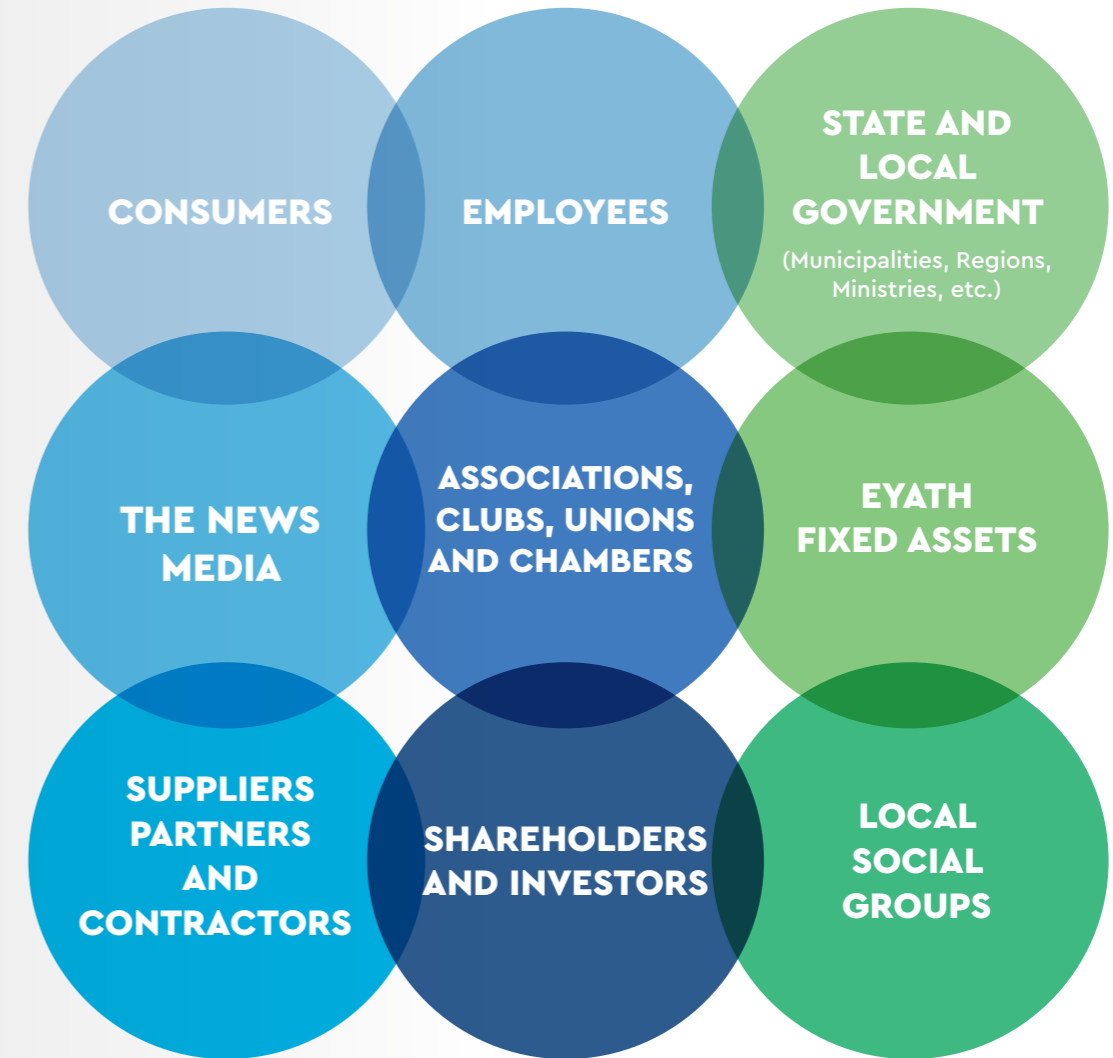 CONSUMERS
EMPLOYEES
STATE AND
LOCAL
GOVERNMENT
(Municipalities, Regions,
Ministries, etc.)
THE NEWS
MEDIA
ASSOCIATIONS,
CLUBS, UNIONS
AND CHAMBERS
EYATH
FIXED ASSETS
SUPPLIERS
PARTNERS
AND
CONTRACTORS
SHAREHOLDERS
AND INVESTORS
LOCAL
SOCIAL
GROUPS